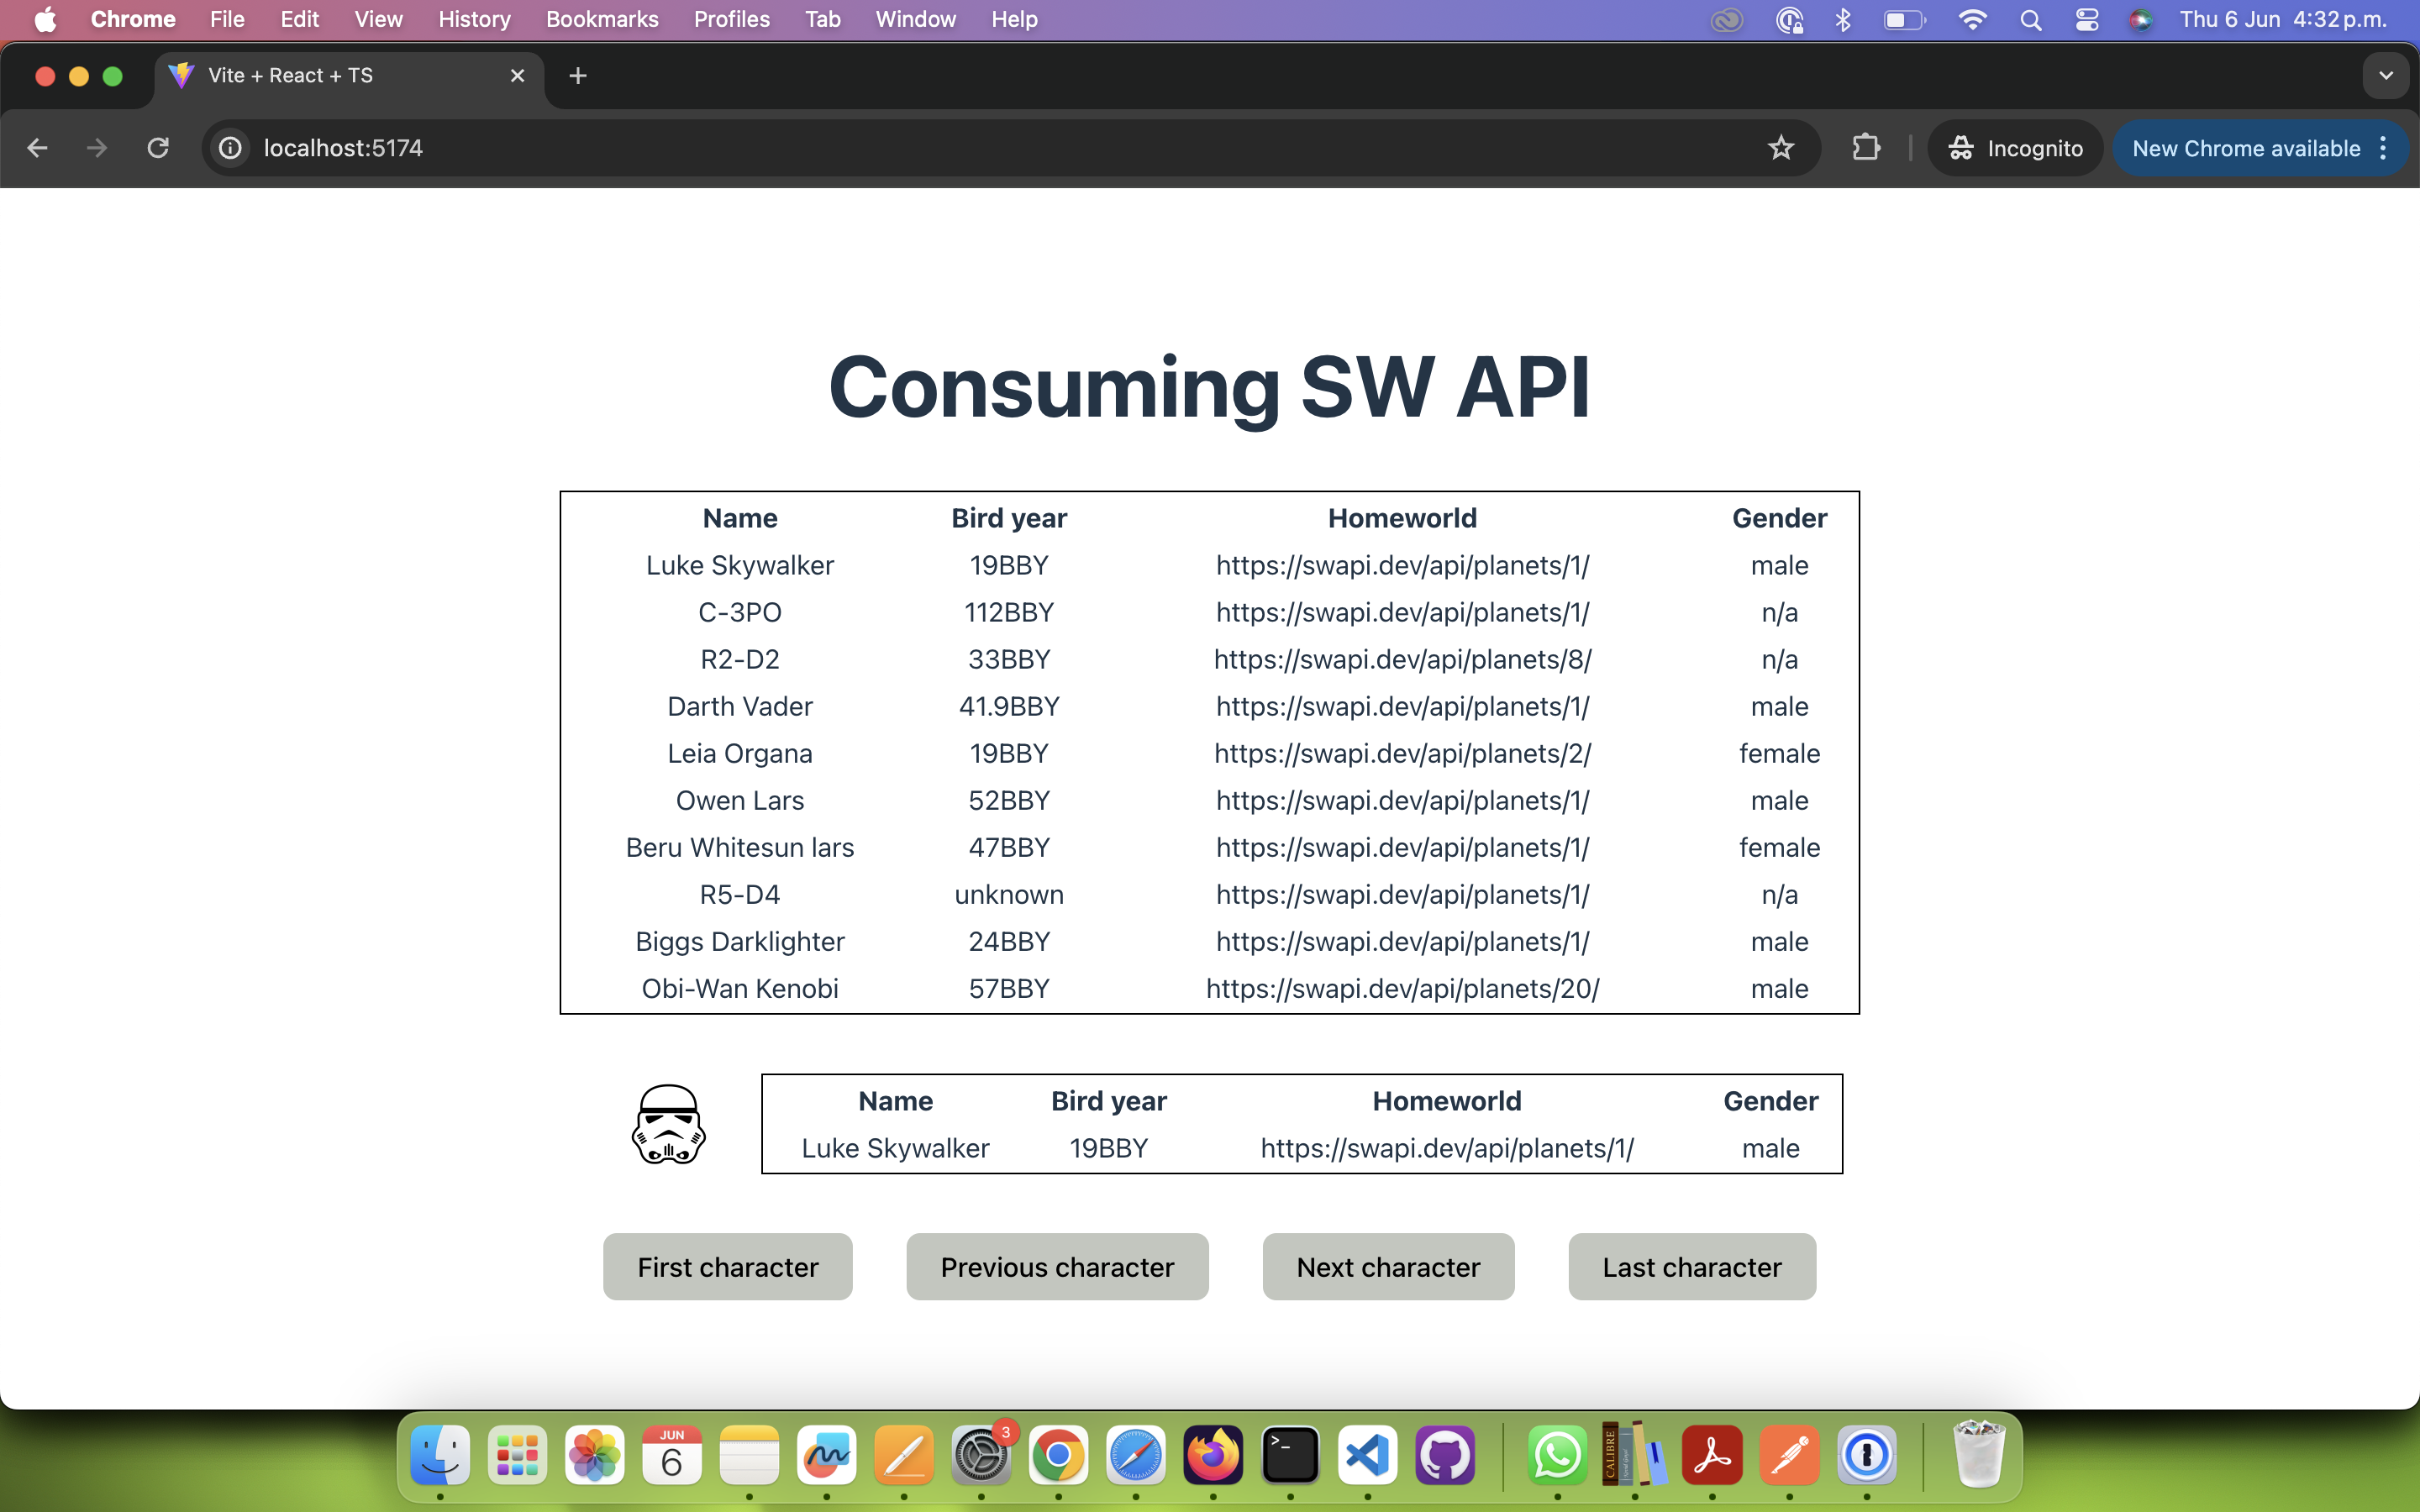 Chrome File Edit View History Bookmarks Profiles Tab Window Help Thu 6 Jun 4:32 p.m.
Vite + React + TS
localhost:5174 Incognito New Chrome available
Consuming SW API
Name Bird year Homeworld Gender
Luke Skywalker 19BBY https://swapi.dev/api/planets/1/ male
C-3PO 112BBY https://swapi.dev/api/planets/1/ n/a
R2-D2 33BBY https://swapi.dev/api/planets/8/ n/a
Darth Vader 41.9BBY https://swapi.dev/api/planets/1/ male
Leia Organa 19BBY https://swapi.dev/api/planets/2/ female
Owen Lars 52BBY https://swapi.dev/api/planets/1/ male
Beru Whitesun lars 47BBY https://swapi.dev/api/planets/1/ female
R5-D4 unknown https://swapi.dev/api/planets/1/ n/a
Biggs Darklighter 24BBY https://swapi.dev/api/planets/1/ male
Obi-Wan Kenobi 57BBY https://swapi.dev/api/planets/20/ male
Name Bird year Homeworld Gender
Luke Skywalker 19BBY https://swapi.dev/api/planets/1/ male
First character Previous character Next character Last character
JUN
6
3
CALIBRE